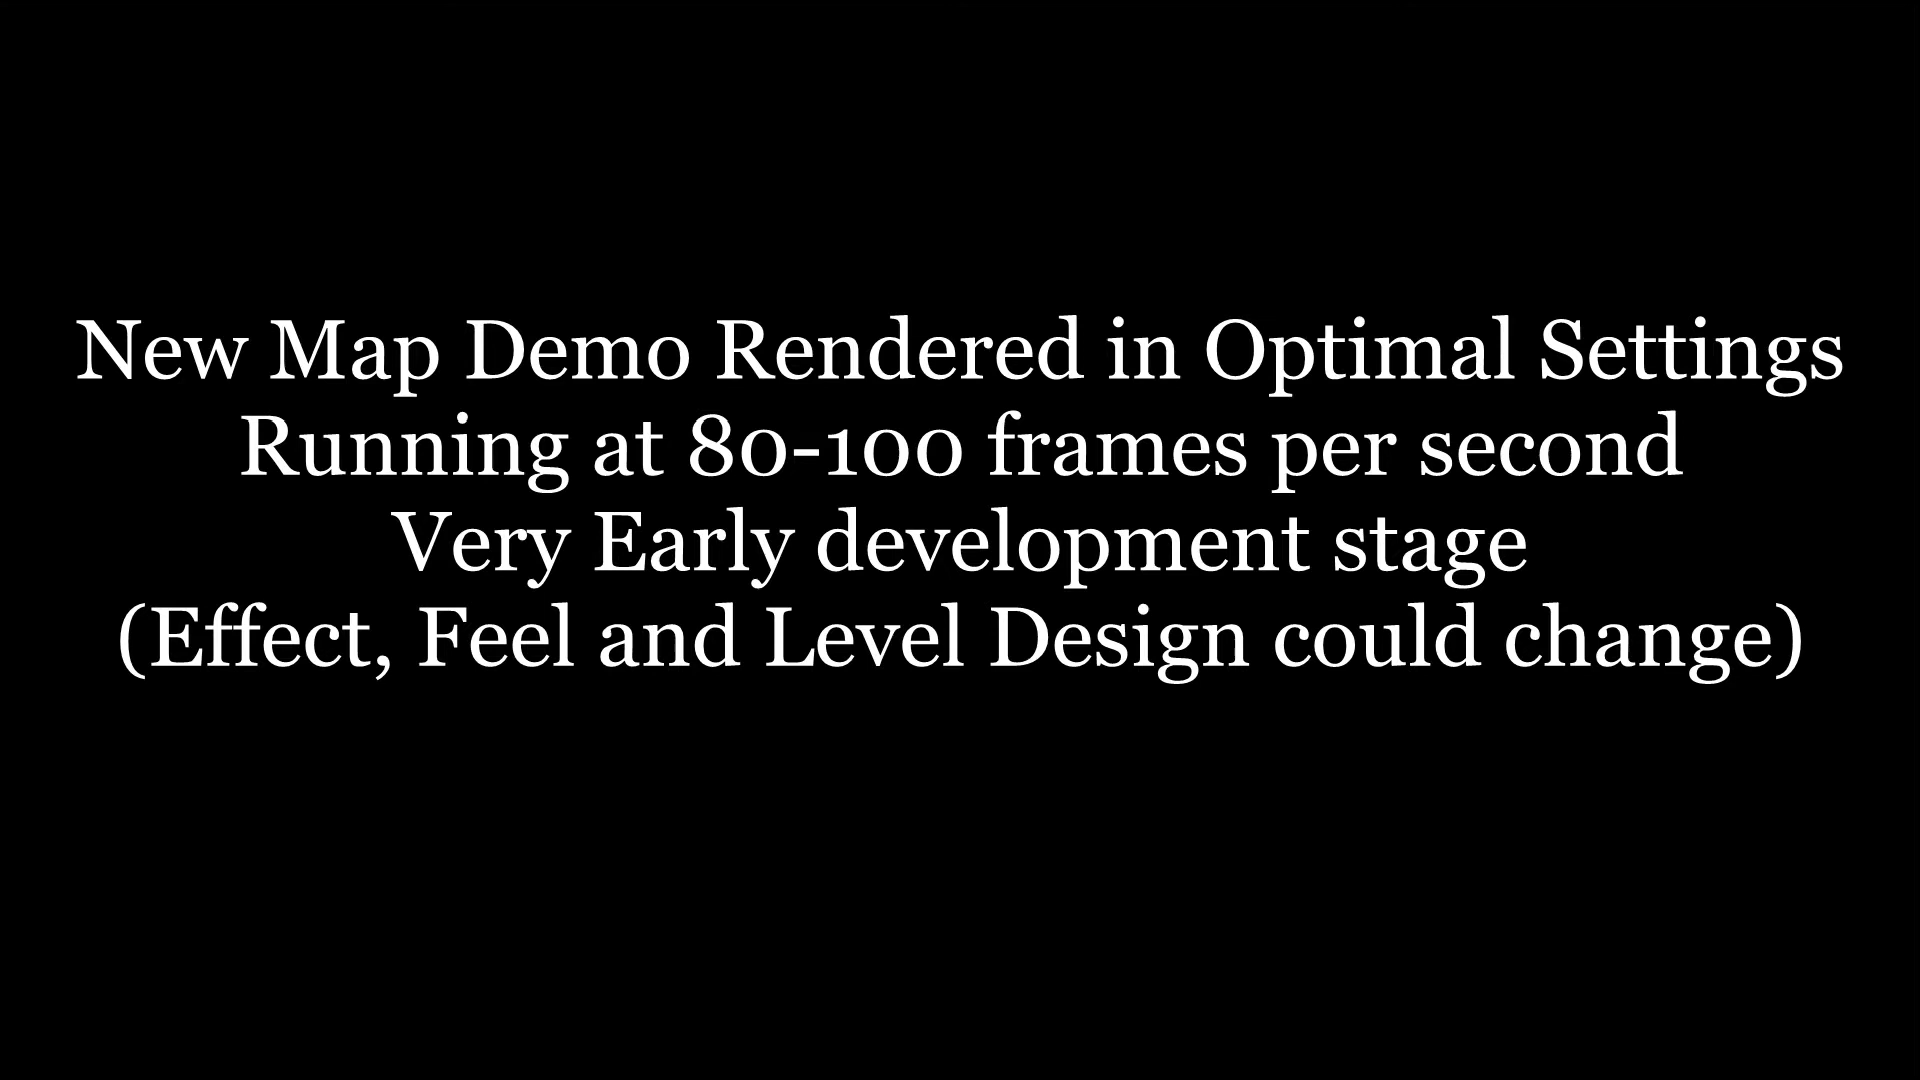 New Map Demo Rendered in Optimal Settings
Running at 80-100 frames per second
Very Early development stage
(Effect, Feel and Level Design could change)